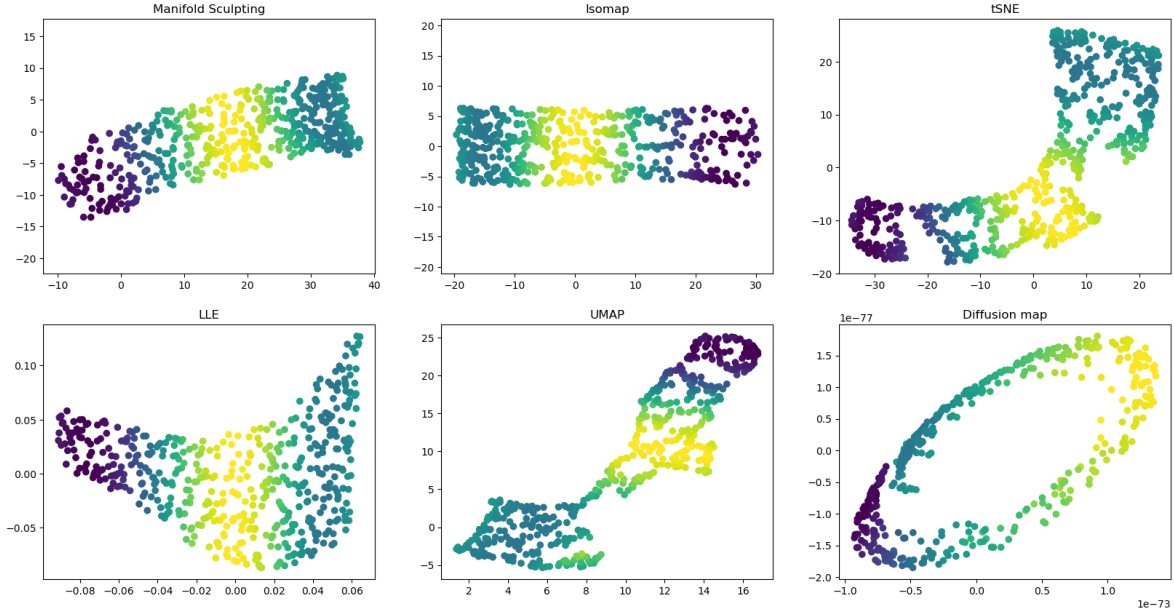 Manifold Sculpting
15
10
5
0
−5
−10
−15
−20
−10 0 10 20 30 40
Isomap
20
15
10
5
0
−5
−10
−15
−20
−20 −10 0 10 20 30
tSNE
20
10
0
−10
−20
−30 −20 −10 0 10 20
LLE
0.10
0.05
0.00
−0.05
−0.08 −0.06 −0.04 −0.02 0.00 0.02 0.04 0.06
UMAP
25
20
15
10
5
0
−5
2 4 6 8 10 12 14 16
1e−77
Diffusion map
1.5
1.0
0.5
0.0
−0.5
−1.0
−1.5
−2.0
−1.0 −0.5 0.0 0.5 1.0
1e−73